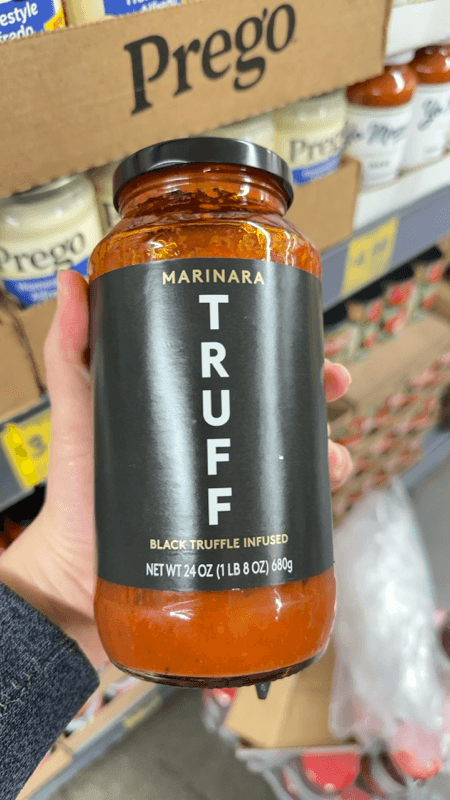 Prego
Prego
Prego
MARINARA
TRUFF
BLACK TRUFFLE INFUSED
NET WT 24 OZ (1 LB 8 OZ) 680g